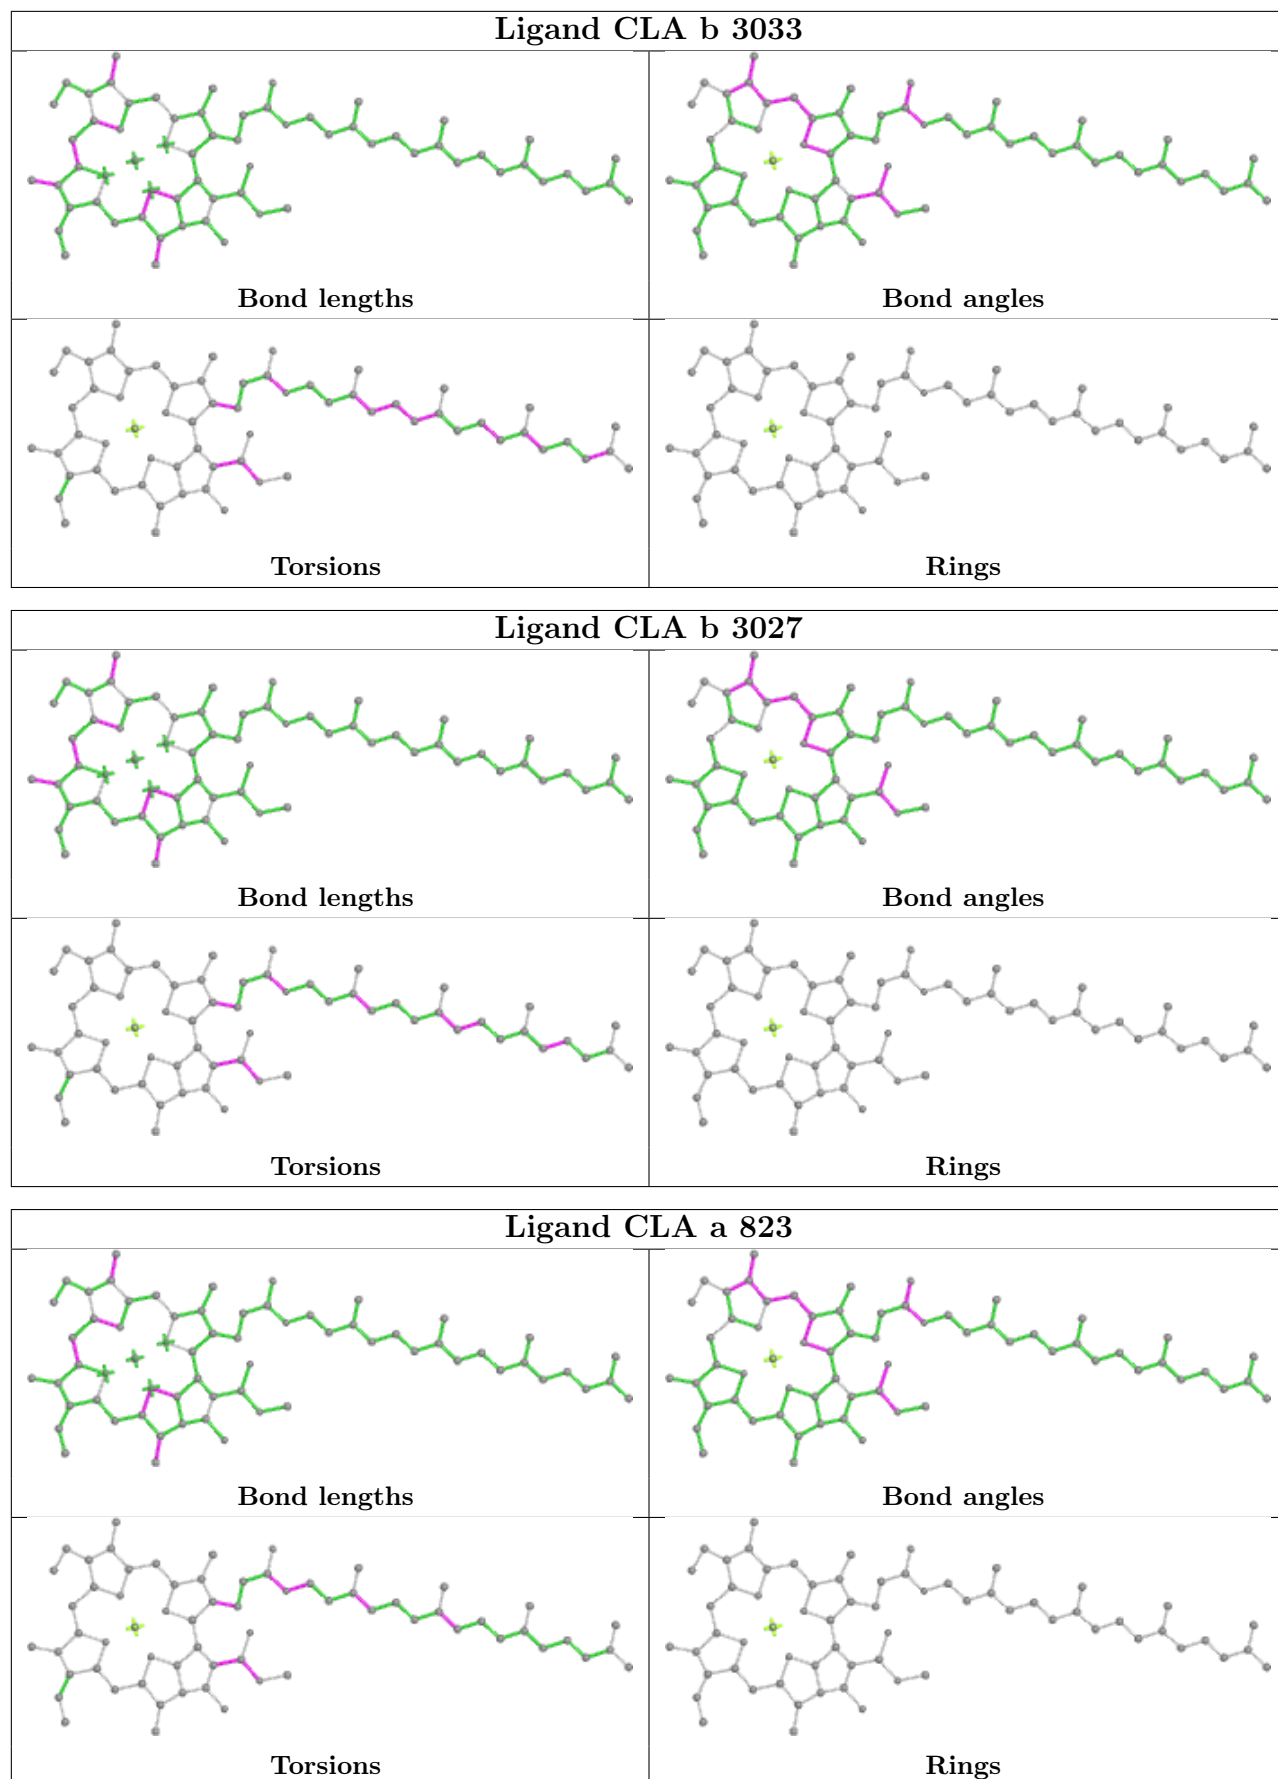 Ligand CLA b 3033
Bond lengths
Bond angles
Torsions
Rings
Ligand CLA b 3027
Bond lengths
Bond angles
Torsions
Rings
Ligand CLA a 823
Bond lengths
Bond angles
Torsions
Rings